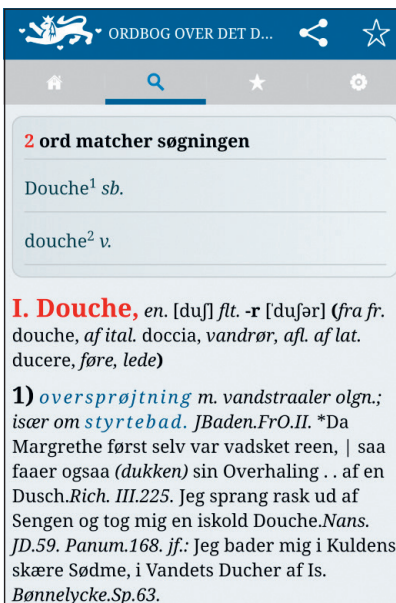 ORDBOG OVER DET D...
2 ord matcher søgningen
Douche¹ sb.
douche² v.
I. Douche, en. [duʃ] flt. -r ['duʃər] (fra fr.
douche, af ital. doccia, vandrør, afl. af lat.
ducere, føre, lede)
1) oversprøjtning m. vandstraaler olgn.;
især om styrtebad. JBaden.FrO.II. *Da
Margrethe først selv var vadsket reen, | saa
faaer ogsaa (dukken) sin Overhaling . . af en
Dusch.Rich. III.225. Jeg sprang rask ud af
Sengen og tog mig en iskold Douche.Nans.
JD.59. Panum.168. jf.: Jeg bader mig i Kuldens
skære Sødme, i Vandets Ducher af Is.
Bønnelycke.Sp.63.